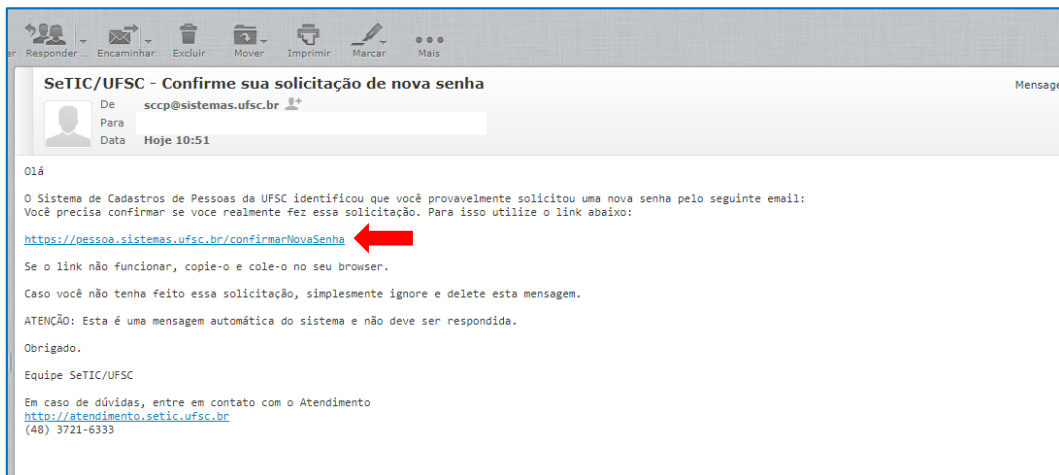 er Responder ... Encaminhar Excluir Mover Imprimir Marcar Mais
SeTIC/UFSC - Confirme sua solicitação de nova senha
Mensage
De sccp@sistemas.ufsc.br
Para
Data Hoje 10:51
Olá
O Sistema de Cadastros de Pessoas da UFSC identificou que você provavelmente solicitou uma nova senha pelo seguinte email:
Você precisa confirmar se voce realmente fez essa solicitação. Para isso utilize o link abaixo:
https://pessoa.sistemas.ufsc.br/confirmarNovaSenha
Se o link não funcionar, copie-o e cole-o no seu browser.
Caso você não tenha feito essa solicitação, simplesmente ignore e delete esta mensagem.
ATENÇÃO: Esta é uma mensagem automática do sistema e não deve ser respondida.
Obrigado.
Equipe SeTIC/UFSC
Em caso de dúvidas, entre em contato com o Atendimento
http://atendimento.setic.ufsc.br
(48) 3721-6333